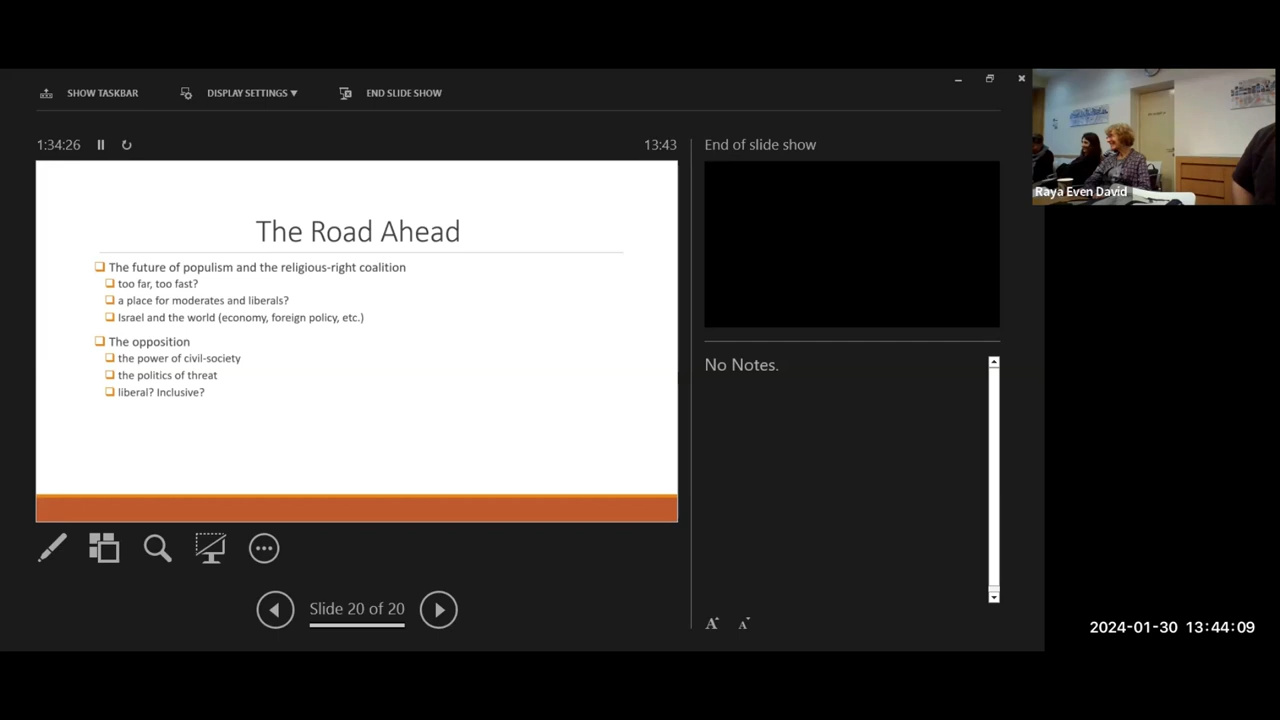 SHOW TASKBAR
DISPLAY SETTINGS ▼
END SLIDE SHOW
1:34:26
13:43
The Road Ahead
The future of populism and the religious-right coalition
too far, too fast?
a place for moderates and liberals?
Israel and the world (economy, foreign policy, etc.)
The opposition
the power of civil-society
the politics of threat
liberal? Inclusive?
Slide 20 of 20
End of slide show
No Notes.
A A
Raya Even David
2024-01-30 13:44:09